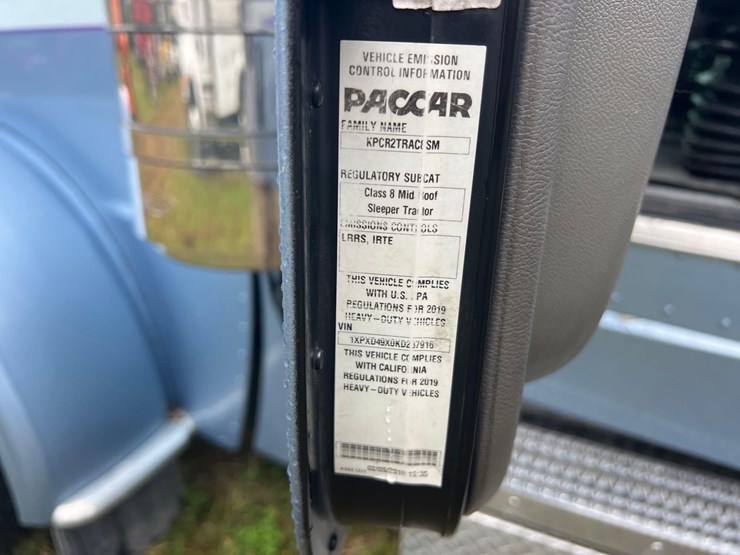 VEHICLE EMISSION
CONTROL INFORMATION
PACCAR
FAMILY NAME
KPCR2TRAC8SM
REGULATORY SUBCAT
Class 8 Mid Roof
Sleeper Tractor
EMISSIONS CONTROLS
LRRS, IRTE
THIS VEHICLE COMPLIES
WITH U.S. EPA
REGULATIONS FOR 2019
HEAVY-DUTY VEHICLES
VIN
THIS VEHICLE COMPLIES
WITH CALIFORNIA
REGULATIONS FOR 2019
HEAVY-DUTY VEHICLES